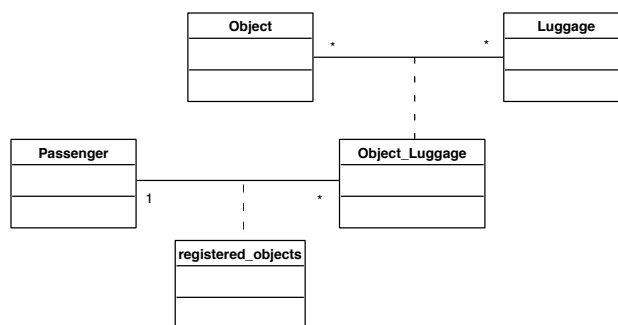 Object
Luggage
*
*
Passenger
Object_Luggage
1
*
registered_objects